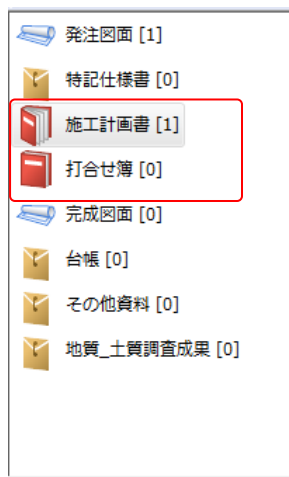 発注図面 [1]
特記仕様書 [0]
施工計画書 [1]
打合せ簿 [0]
完成図面 [0]
台帳 [0]
その他資料 [0]
地質_土質調査成果 [0]